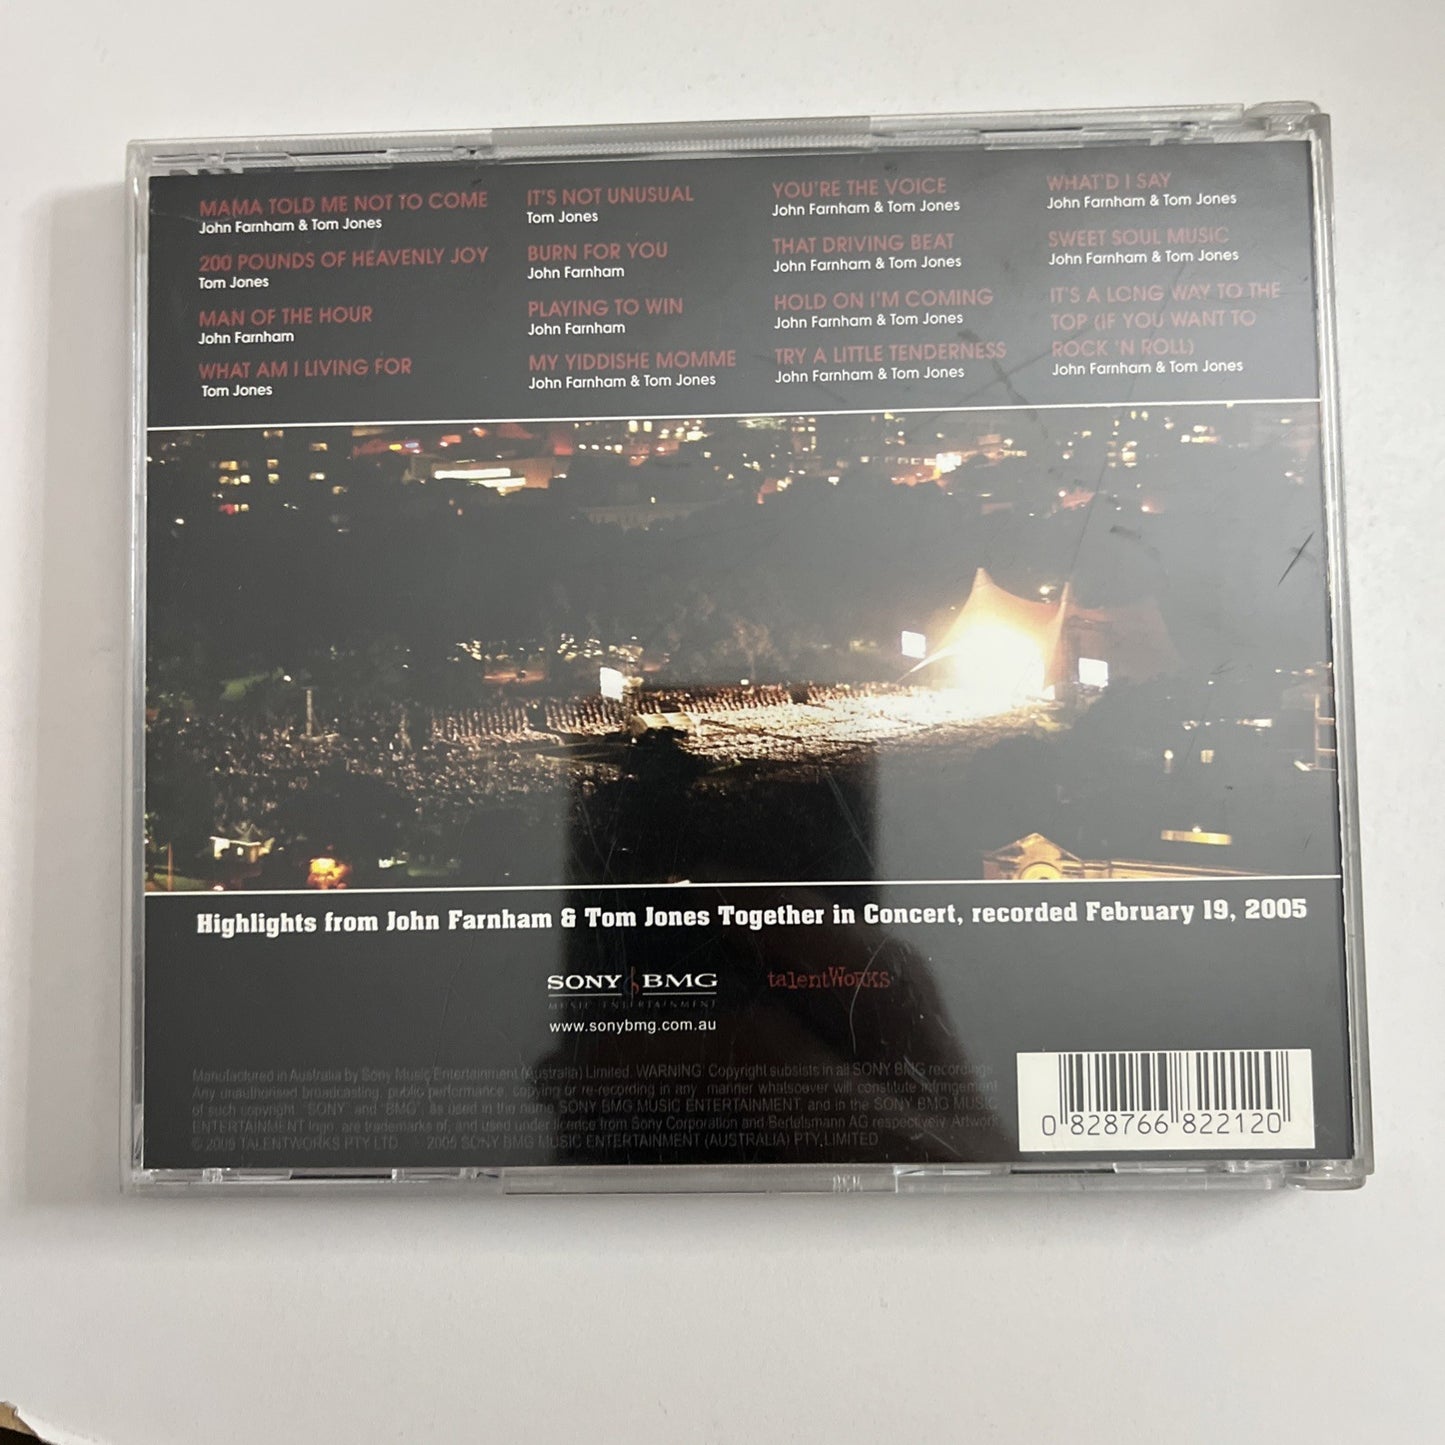 MAMA TOLD ME NOT TO COME
John Farnham & Tom Jones
200 POUNDS OF HEAVENLY JOY
Tom Jones
MAN OF THE HOUR
John Farnham
WHAT AM I LIVING FOR
Tom Jones
IT'S NOT UNUSUAL
Tom Jones
BURN FOR YOU
John Farnham
PLAYING TO WIN
John Farnham
MY YIDDISHE MOMME
John Farnham & Tom Jones
YOU'RE THE VOICE
John Farnham & Tom Jones
THAT DRIVING BEAT
John Farnham & Tom Jones
HOLD ON I'M COMING
John Farnham & Tom Jones
TRY A LITTLE TENDERNESS
John Farnham & Tom Jones
WHAT'D I SAY
John Farnham & Tom Jones
SWEET SOUL MUSIC
John Farnham & Tom Jones
IT'S A LONG WAY TO THE
TOP (IF YOU WANT TO
ROCK 'N ROLL)
John Farnham & Tom Jones
Highlights from John Farnham & Tom Jones Together in Concert, recorded February 19, 2005
SONY BMG
MUSIC ENTERTAINMENT
www.sonybmg.com.au
talentWoRKS
Manufactured in Australia by Sony Music Entertainment (Australia) Limited. WARNING: Copyright subsists in all SONY BMG recordings.
Any unauthorised broadcasting, public performance, copying or re-recording in any manner whatsoever will constitute infringement
of such copyright. "SONY" and "BMG", as used in the name SONY BMG MUSIC ENTERTAINMENT, and in the SONY BMG MUSIC
ENTERTAINMENT logo, are trademarks of, and used under licence from Sony Corporation and Bertelsmann AG respectively. Artwork
TALENTWORKS PTY LTD. 2005 SONY BMG MUSIC ENTERTAINMENT (AUSTRALIA) PTY. LIMITED
0 828766 822120